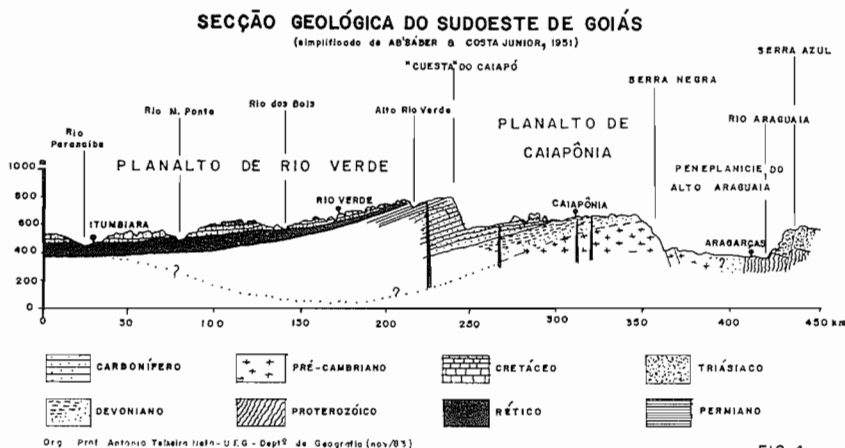 SECÇÃO GEOLÓGICA DO SUDOESTE DE GOIÁS
(simplificado de AB'SÁBER & COSTA JUNIOR, 1951)
SERRA AZUL
"CUESTA" DO CAIAPÓ
SERRA NEGRA
Rio M. Ponte
Rio dos Bois
Alto Rio Verde
RIO ARAGUAIA
Rio
Paranaíba
PLANALTO DE RIO VERDE
PLANALTO DE
CAIAPÔNIA
PENEPLANICIE DO
ALTO ARAGUAIA
1000 m
800
600
400
200
0
ITUMBIARA
RIO VERDE
CAIAPÔNIA
ARAGARÇAS
?
?
?
0 50 100 150 200 250 300 350 400 450 km
CARBONÍFERO
PRÉ-CAMBRIANO
CRETÁCEO
TRIÁSIACO
DEVONIANO
PROTEROZÓICO
RÉTICO
PERMIANO
Org Prof Antonio Teixeira Neto - U.F.G - Deptº de Geografia (nov/83)